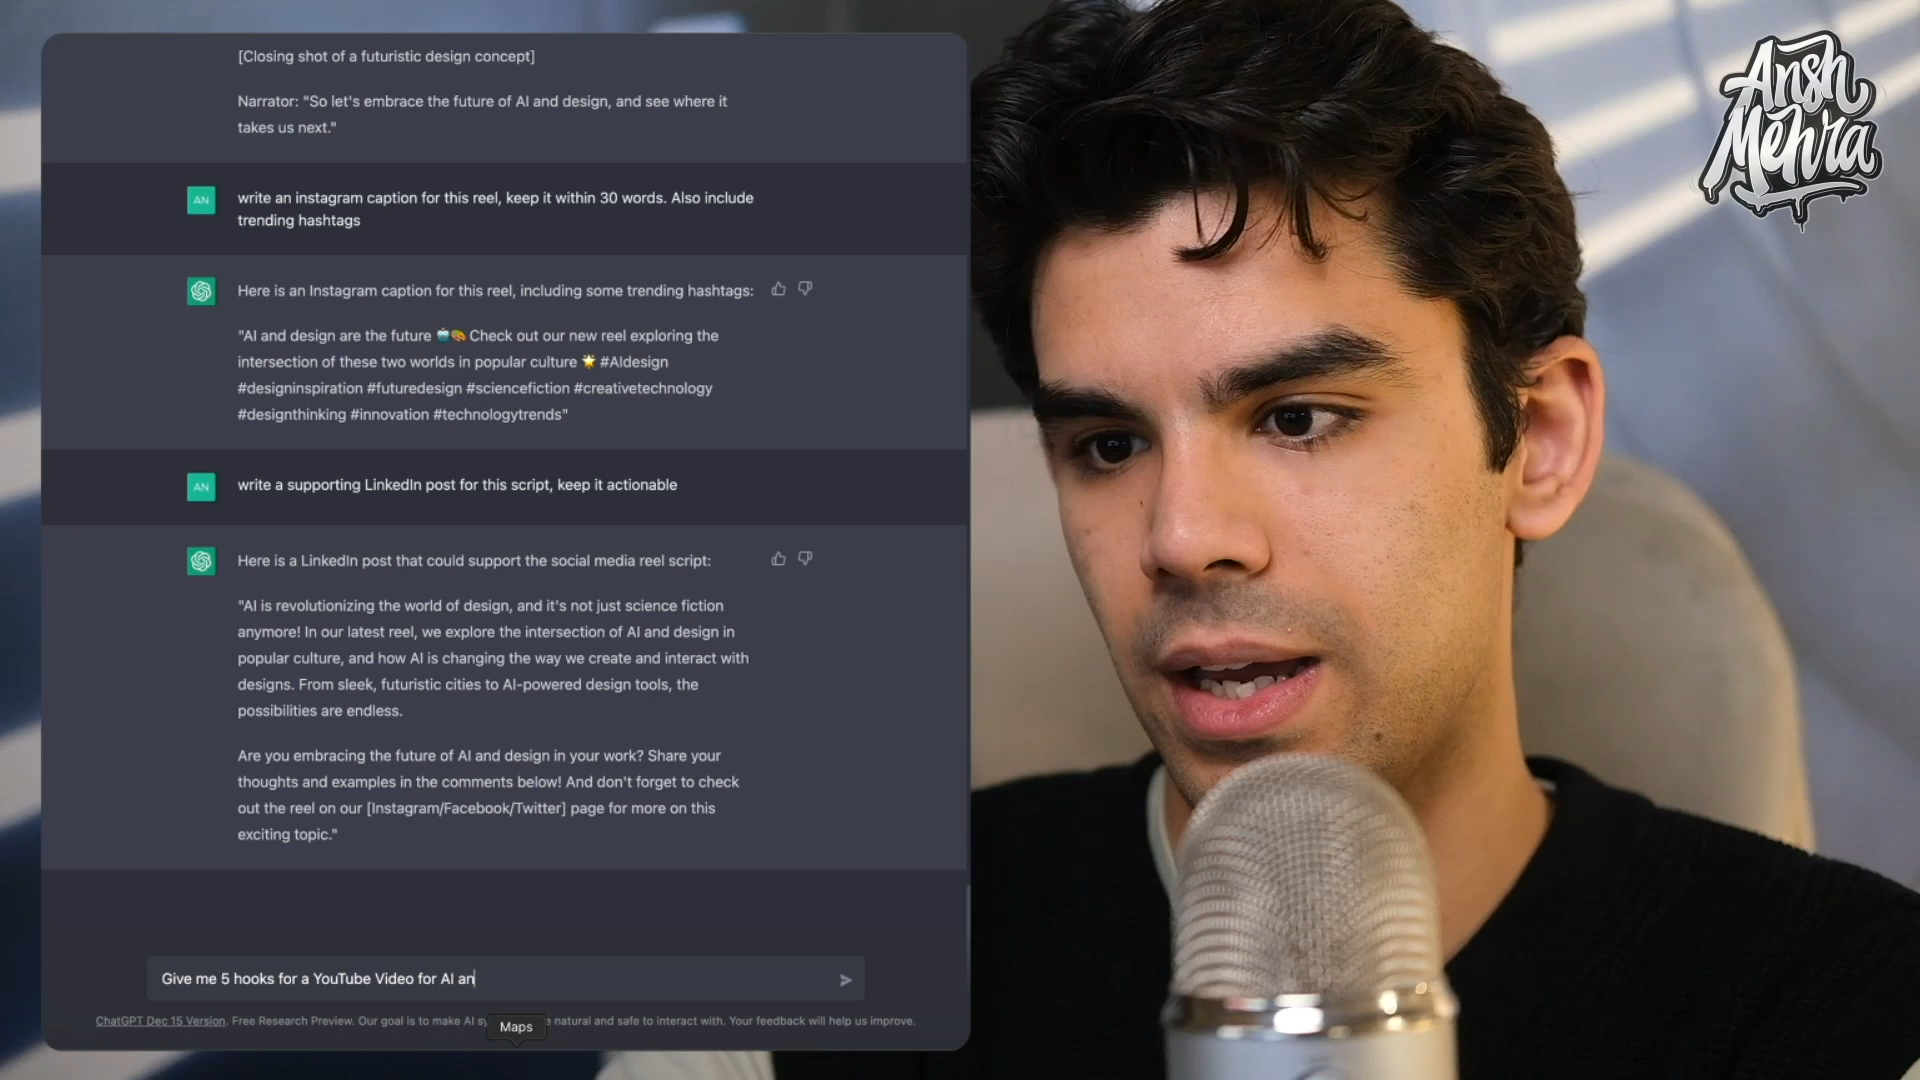 Ansh
Mehra
[Closing shot of a futuristic design concept]
Narrator: "So let's embrace the future of AI and design, and see where it
takes us next."
AN
write an instagram caption for this reel, keep it within 30 words. Also include
trending hashtags
Here is an Instagram caption for this reel, including some trending hashtags:
"AI and design are the future 🤖🎨 Check out our new reel exploring the
intersection of these two worlds in popular culture 🌟 #AIdesign
#designinspiration #futuredesign #sciencefiction #creativetechnology
#designthinking #innovation #technologytrends"
AN
write a supporting LinkedIn post for this script, keep it actionable
Here is a LinkedIn post that could support the social media reel script:
"AI is revolutionizing the world of design, and it's not just science fiction
anymore! In our latest reel, we explore the intersection of AI and design in
popular culture, and how AI is changing the way we create and interact with
designs. From sleek, futuristic cities to AI-powered design tools, the
possibilities are endless.
Are you embracing the future of AI and design in your work? Share your
thoughts and examples in the comments below! And don't forget to check
out the reel on our [Instagram/Facebook/Twitter] page for more on this
exciting topic."
Give me 5 hooks for a YouTube Video for AI an
ChatGPT Dec 15 Version. Free Research Preview. Our goal is to make AI sy e natural and safe to interact with. Your feedback will help us improve.
Maps